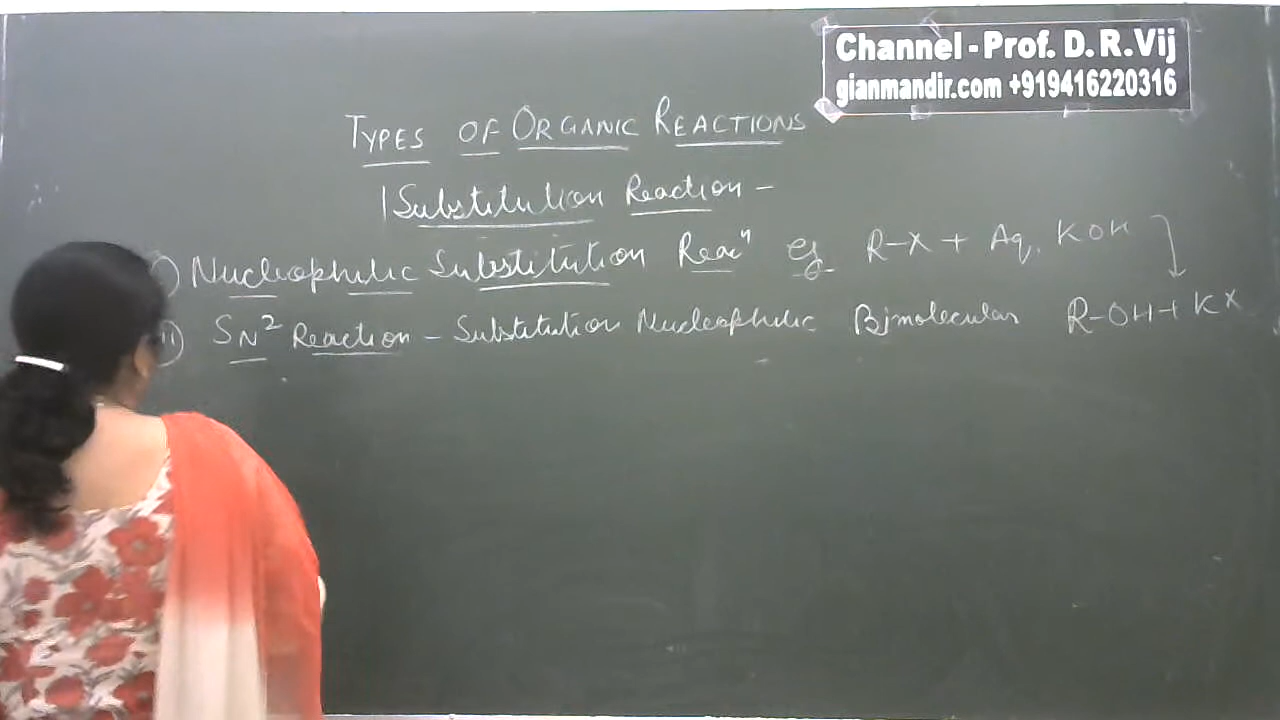 Channel - Prof. D. R. Vij
gianmandir.com +919416220316
TYPES OF ORGANIC REACTIONS
Substitution Reaction -
) Nucleophilic Substitution Reacⁿ eg R-X + Aq. KOH
ii) SN² Reaction - Substitution Nucleophilic Bimolecular R-OH + KX